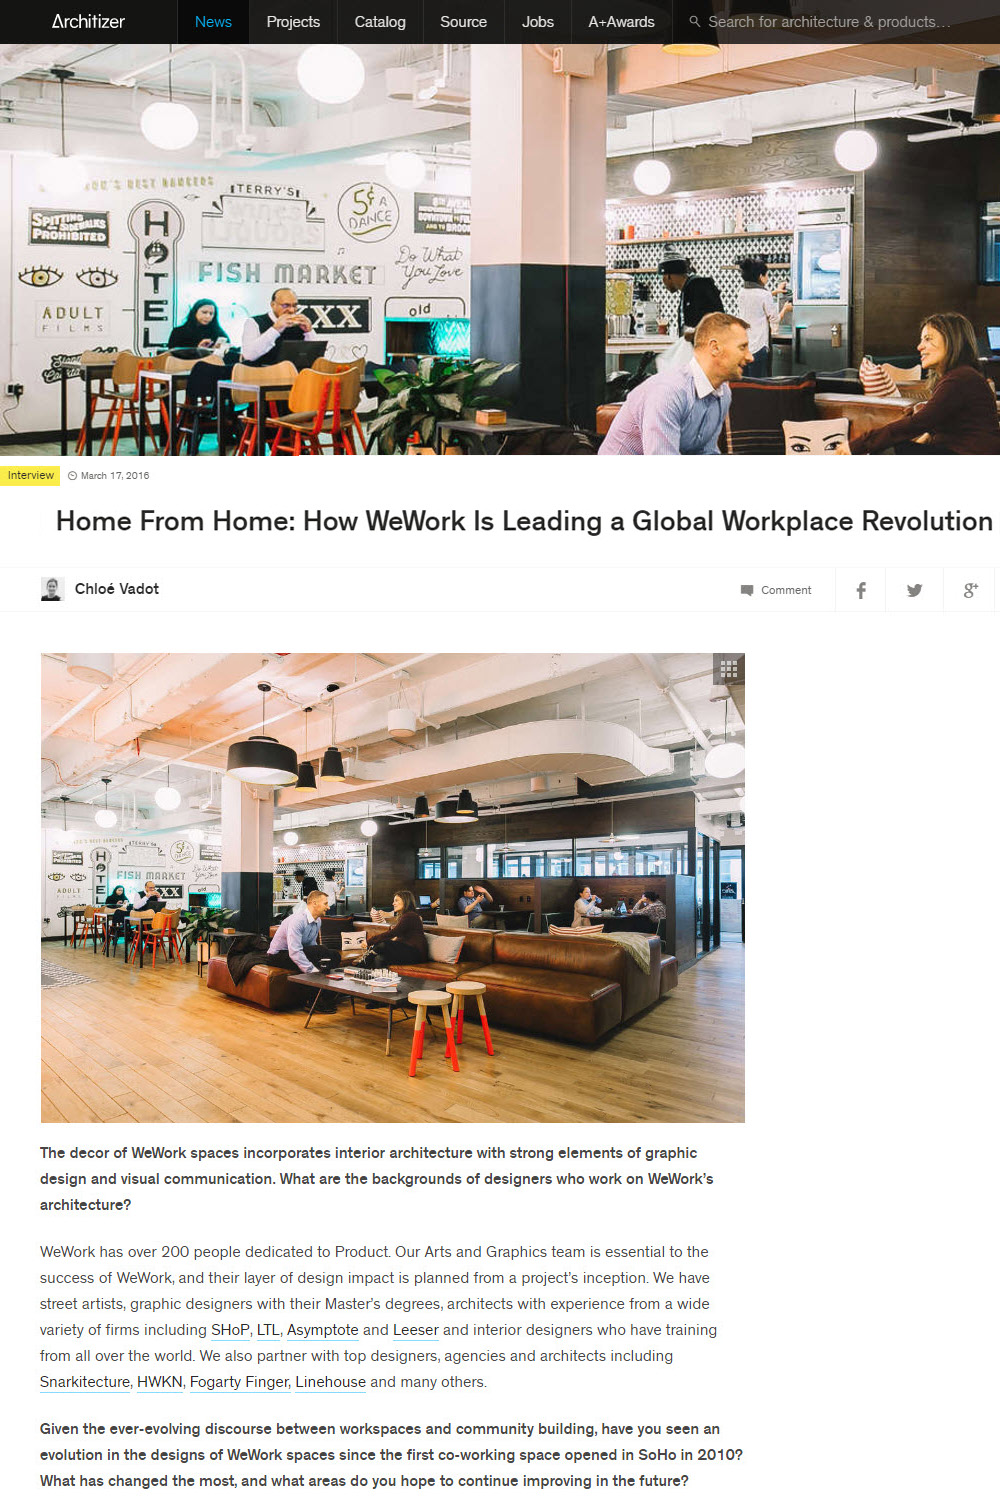 Architizer News Projects Catalog Source Jobs A+Awards Search for architecture & products...
TERRY'S
5¢ A
DANCE
SPITTING
SIDEWALKS
PROHIBITED
HOTEL
Do What
You Love
FISH MARKET
ADULT
FILMS
XXX
old
Interview March 17, 2016
Home From Home: How WeWork Is Leading a Global Workplace Revolution
Chloé Vadot Comment
HOTE
FISH MARKET
ADULT
XX
old
The decor of WeWork spaces incorporates interior architecture with strong elements of graphic
design and visual communication. What are the backgrounds of designers who work on WeWork's
architecture?
WeWork has over 200 people dedicated to Product. Our Arts and Graphics team is essential to the
success of WeWork, and their layer of design impact is planned from a project's inception. We have
street artists, graphic designers with their Master's degrees, architects with experience from a wide
variety of firms including SHoP, LTL, Asymptote and Leeser and interior designers who have training
from all over the world. We also partner with top designers, agencies and architects including
Snarkitecture, HWKN, Fogarty Finger, Linehouse and many others.
Given the ever-evolving discourse between workspaces and community building, have you seen an
evolution in the designs of WeWork spaces since the first co-working space opened in SoHo in 2010?
What has changed the most, and what areas do you hope to continue improving in the future?